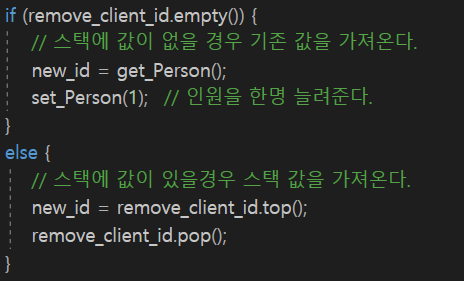 if (remove_client_id.empty()) {
// 스택에 값이 없을 경우 기존 값을 가져온다.
new_id = get_Person();
set_Person(1); // 인원을 한명 늘려준다.
}
else {
// 스택에 값이 있을경우 스택 값을 가져온다.
new_id = remove_client_id.top();
remove_client_id.pop();
}